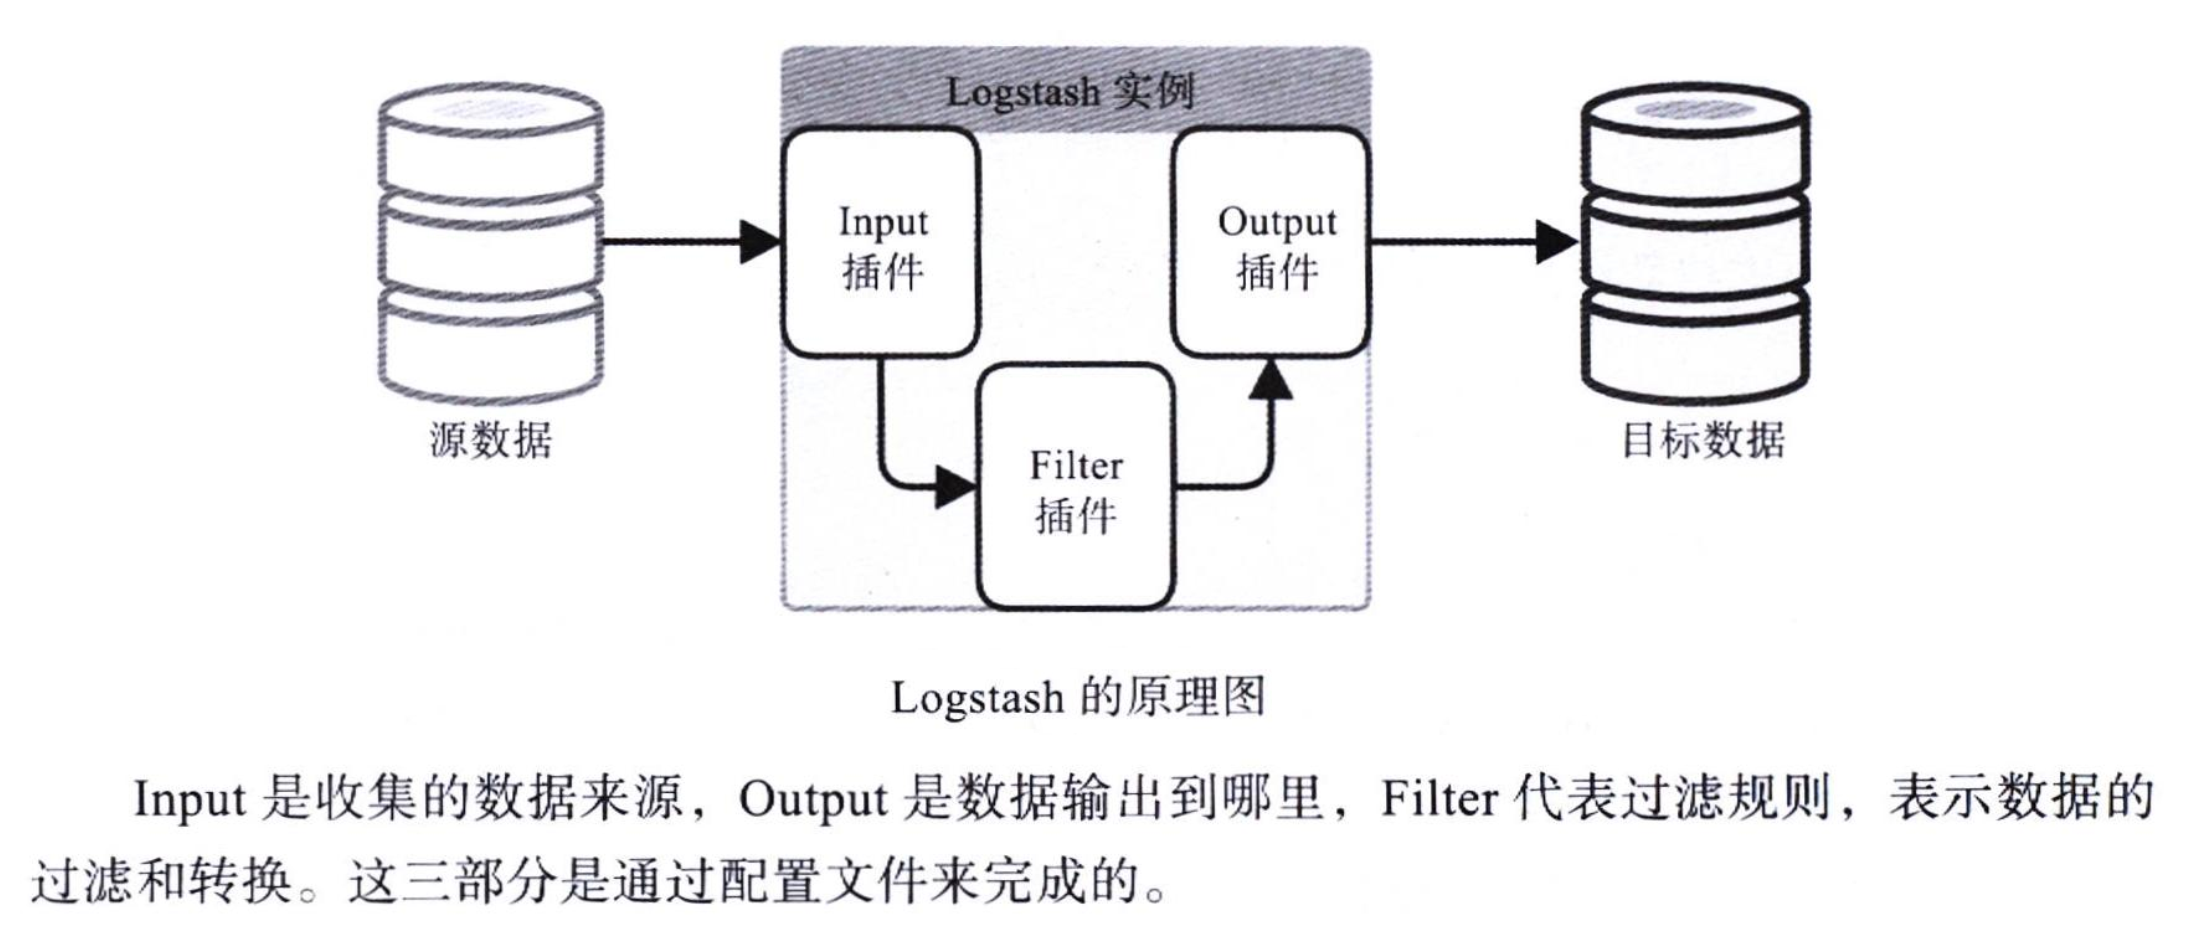 Logstash 实例
Input
插件
Output
插件
Filter
插件
源数据
目标数据
Logstash 的原理图
Input 是收集的数据来源，Output 是数据输出到哪里，Filter 代表过滤规则，表示数据的
过滤和转换。这三部分是通过配置文件来完成的。